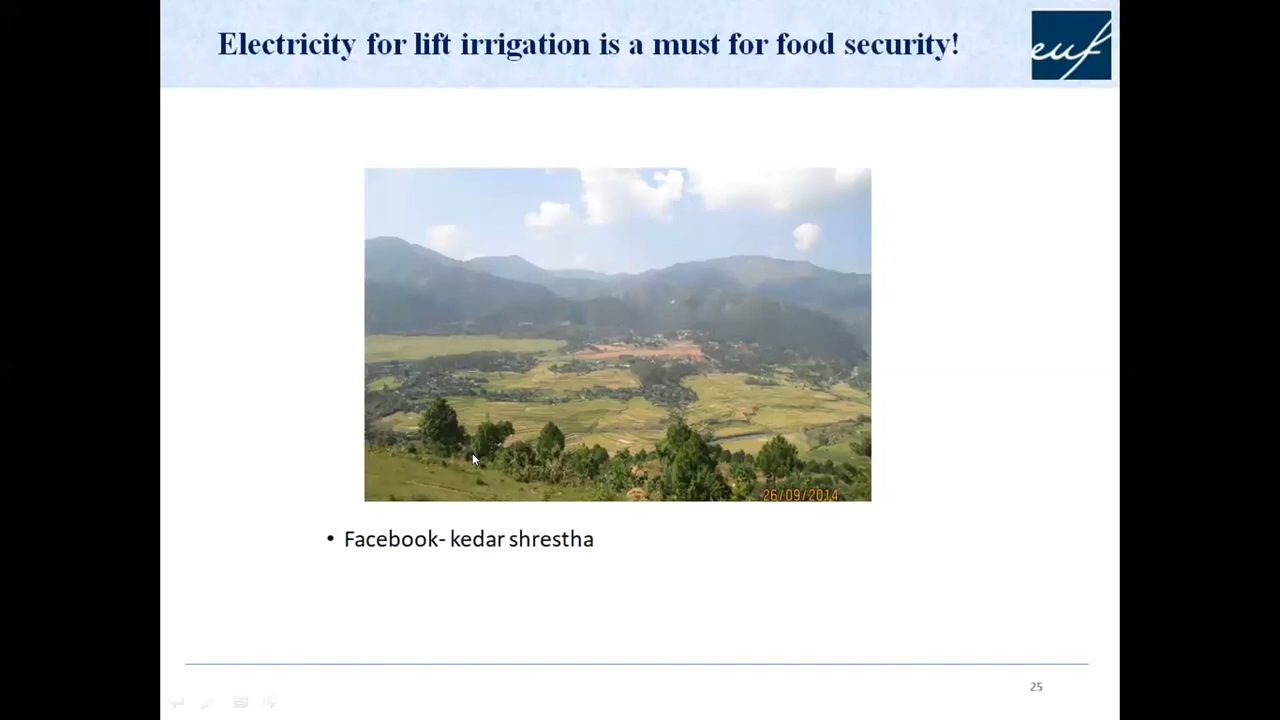 Electricity for lift irrigation is a must for food security!
euf
26/09/2014
• Facebook- kedar shrestha
25